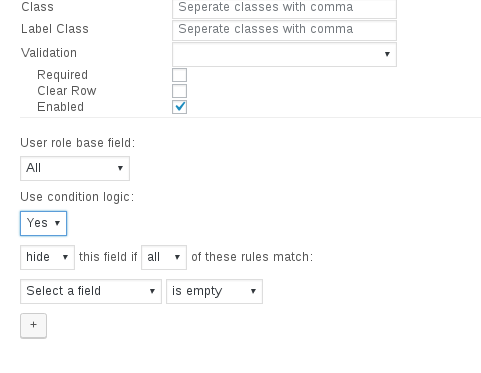 Class Seperate classes with comma
Label Class Seperate classes with comma
Validation
Required
Clear Row
Enabled
User role base field:
All
Use condition logic:
Yes
hide this field if all of these rules match:
Select a field is empty
+